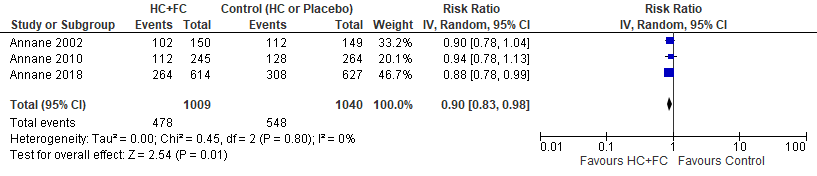 HC+FC Control (HC or Placebo) Risk Ratio Risk Ratio
Study or Subgroup Events Total Events Total Weight IV, Random, 95% CI IV, Random, 95% CI
Annane 2002 102 150 112 149 33.2% 0.90 [0.78, 1.04]
Annane 2010 112 245 128 264 20.1% 0.94 [0.78, 1.13]
Annane 2018 264 614 308 627 46.7% 0.88 [0.78, 0.99]
Total (95% CI) 1009 1040 100.0% 0.90 [0.83, 0.98]
Total events 478 548
Heterogeneity: Tau² = 0.00; Chi² = 0.45, df = 2 (P = 0.80); I² = 0%
Test for overall effect: Z = 2.54 (P = 0.01)
0.01 0.1 1 10 100
Favours HC+FC Favours Control